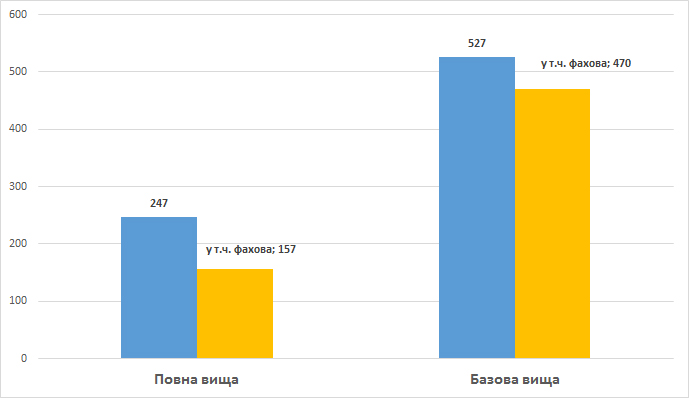 600
527
у т.ч. фахова; 470
500
400
300
247
у т.ч. фахова; 157
200
100
0
Повна вища
Базова вища